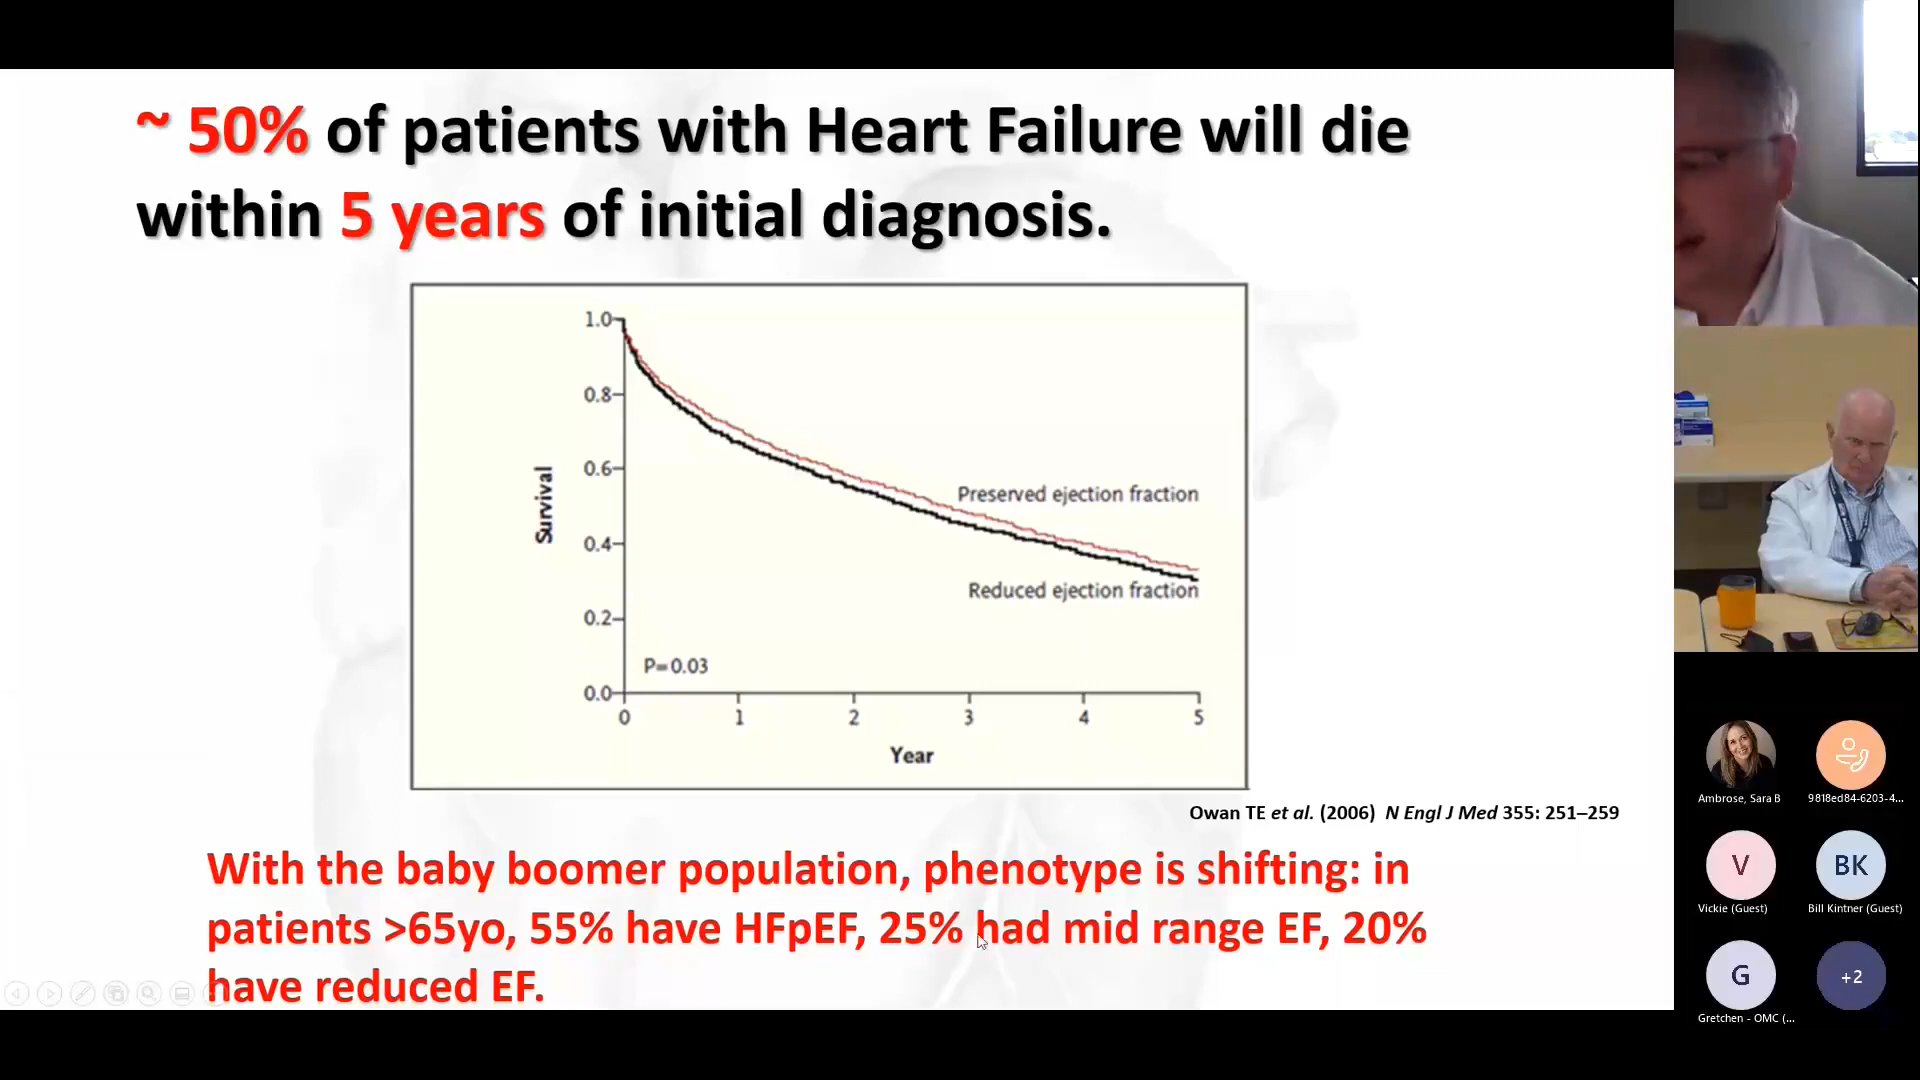 ~ 50% of patients with Heart Failure will die
within 5 years of initial diagnosis.
1.0
0.8
0.6
0.4
0.2
0.0
Survival
Preserved ejection fraction
Reduced ejection fraction
P=0.03
0 1 2 3 4 5
Year
Owan TE et al. (2006) N Engl J Med 355: 251–259
With the baby boomer population, phenotype is shifting: in
patients >65yo, 55% have HFpEF, 25% had mid range EF, 20%
have reduced EF.
Ambrose, Sara B
9818ed84-6203-4...
V
BK
Vickie (Guest)
Bill Kintner (Guest)
G
+2
Gretchen - OMC (...